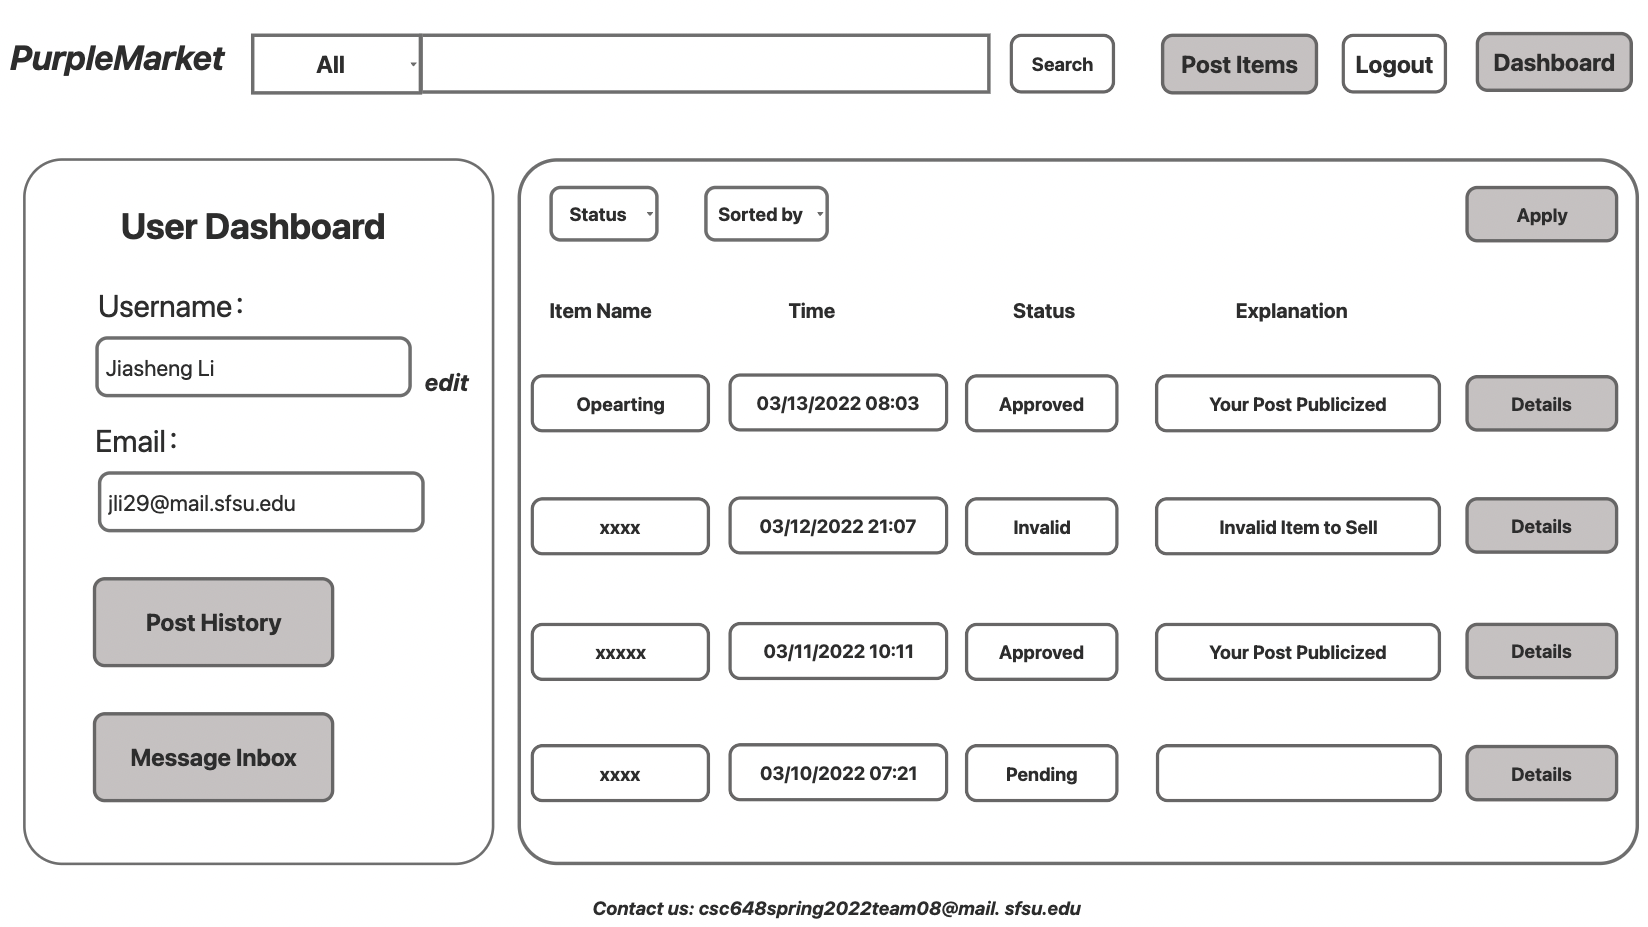 PurpleMarket All Search Post Items Logout Dashboard
User Dashboard
Username:
Jiasheng Li
edit
Email:
jli29@mail.sfsu.edu
Post History
Message Inbox
Status Sorted by Apply
Item Name Time Status Explanation
Opearting 03/13/2022 08:03 Approved Your Post Publicized Details
xxxx 03/12/2022 21:07 Invalid Invalid Item to Sell Details
xxxxx 03/11/2022 10:11 Approved Your Post Publicized Details
xxxx 03/10/2022 07:21 Pending Details
Contact us: csc648spring2022team08@mail. sfsu.edu